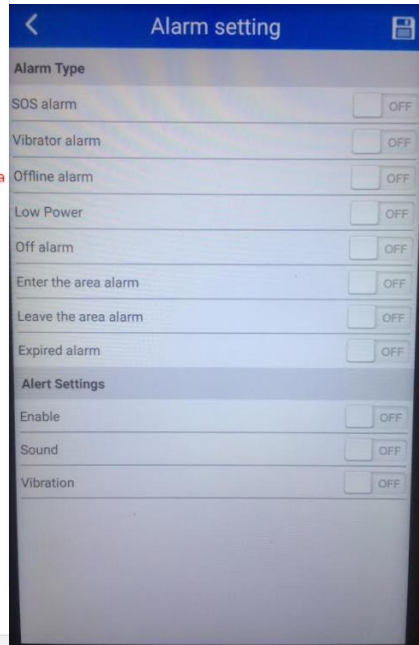 Alarm setting
Alarm Type
SOS alarm OFF
Vibrator alarm OFF
a Offline alarm OFF
Low Power OFF
Off alarm OFF
Enter the area alarm OFF
Leave the area alarm OFF
Expired alarm OFF
Alert Settings
Enable OFF
Sound OFF
Vibration OFF